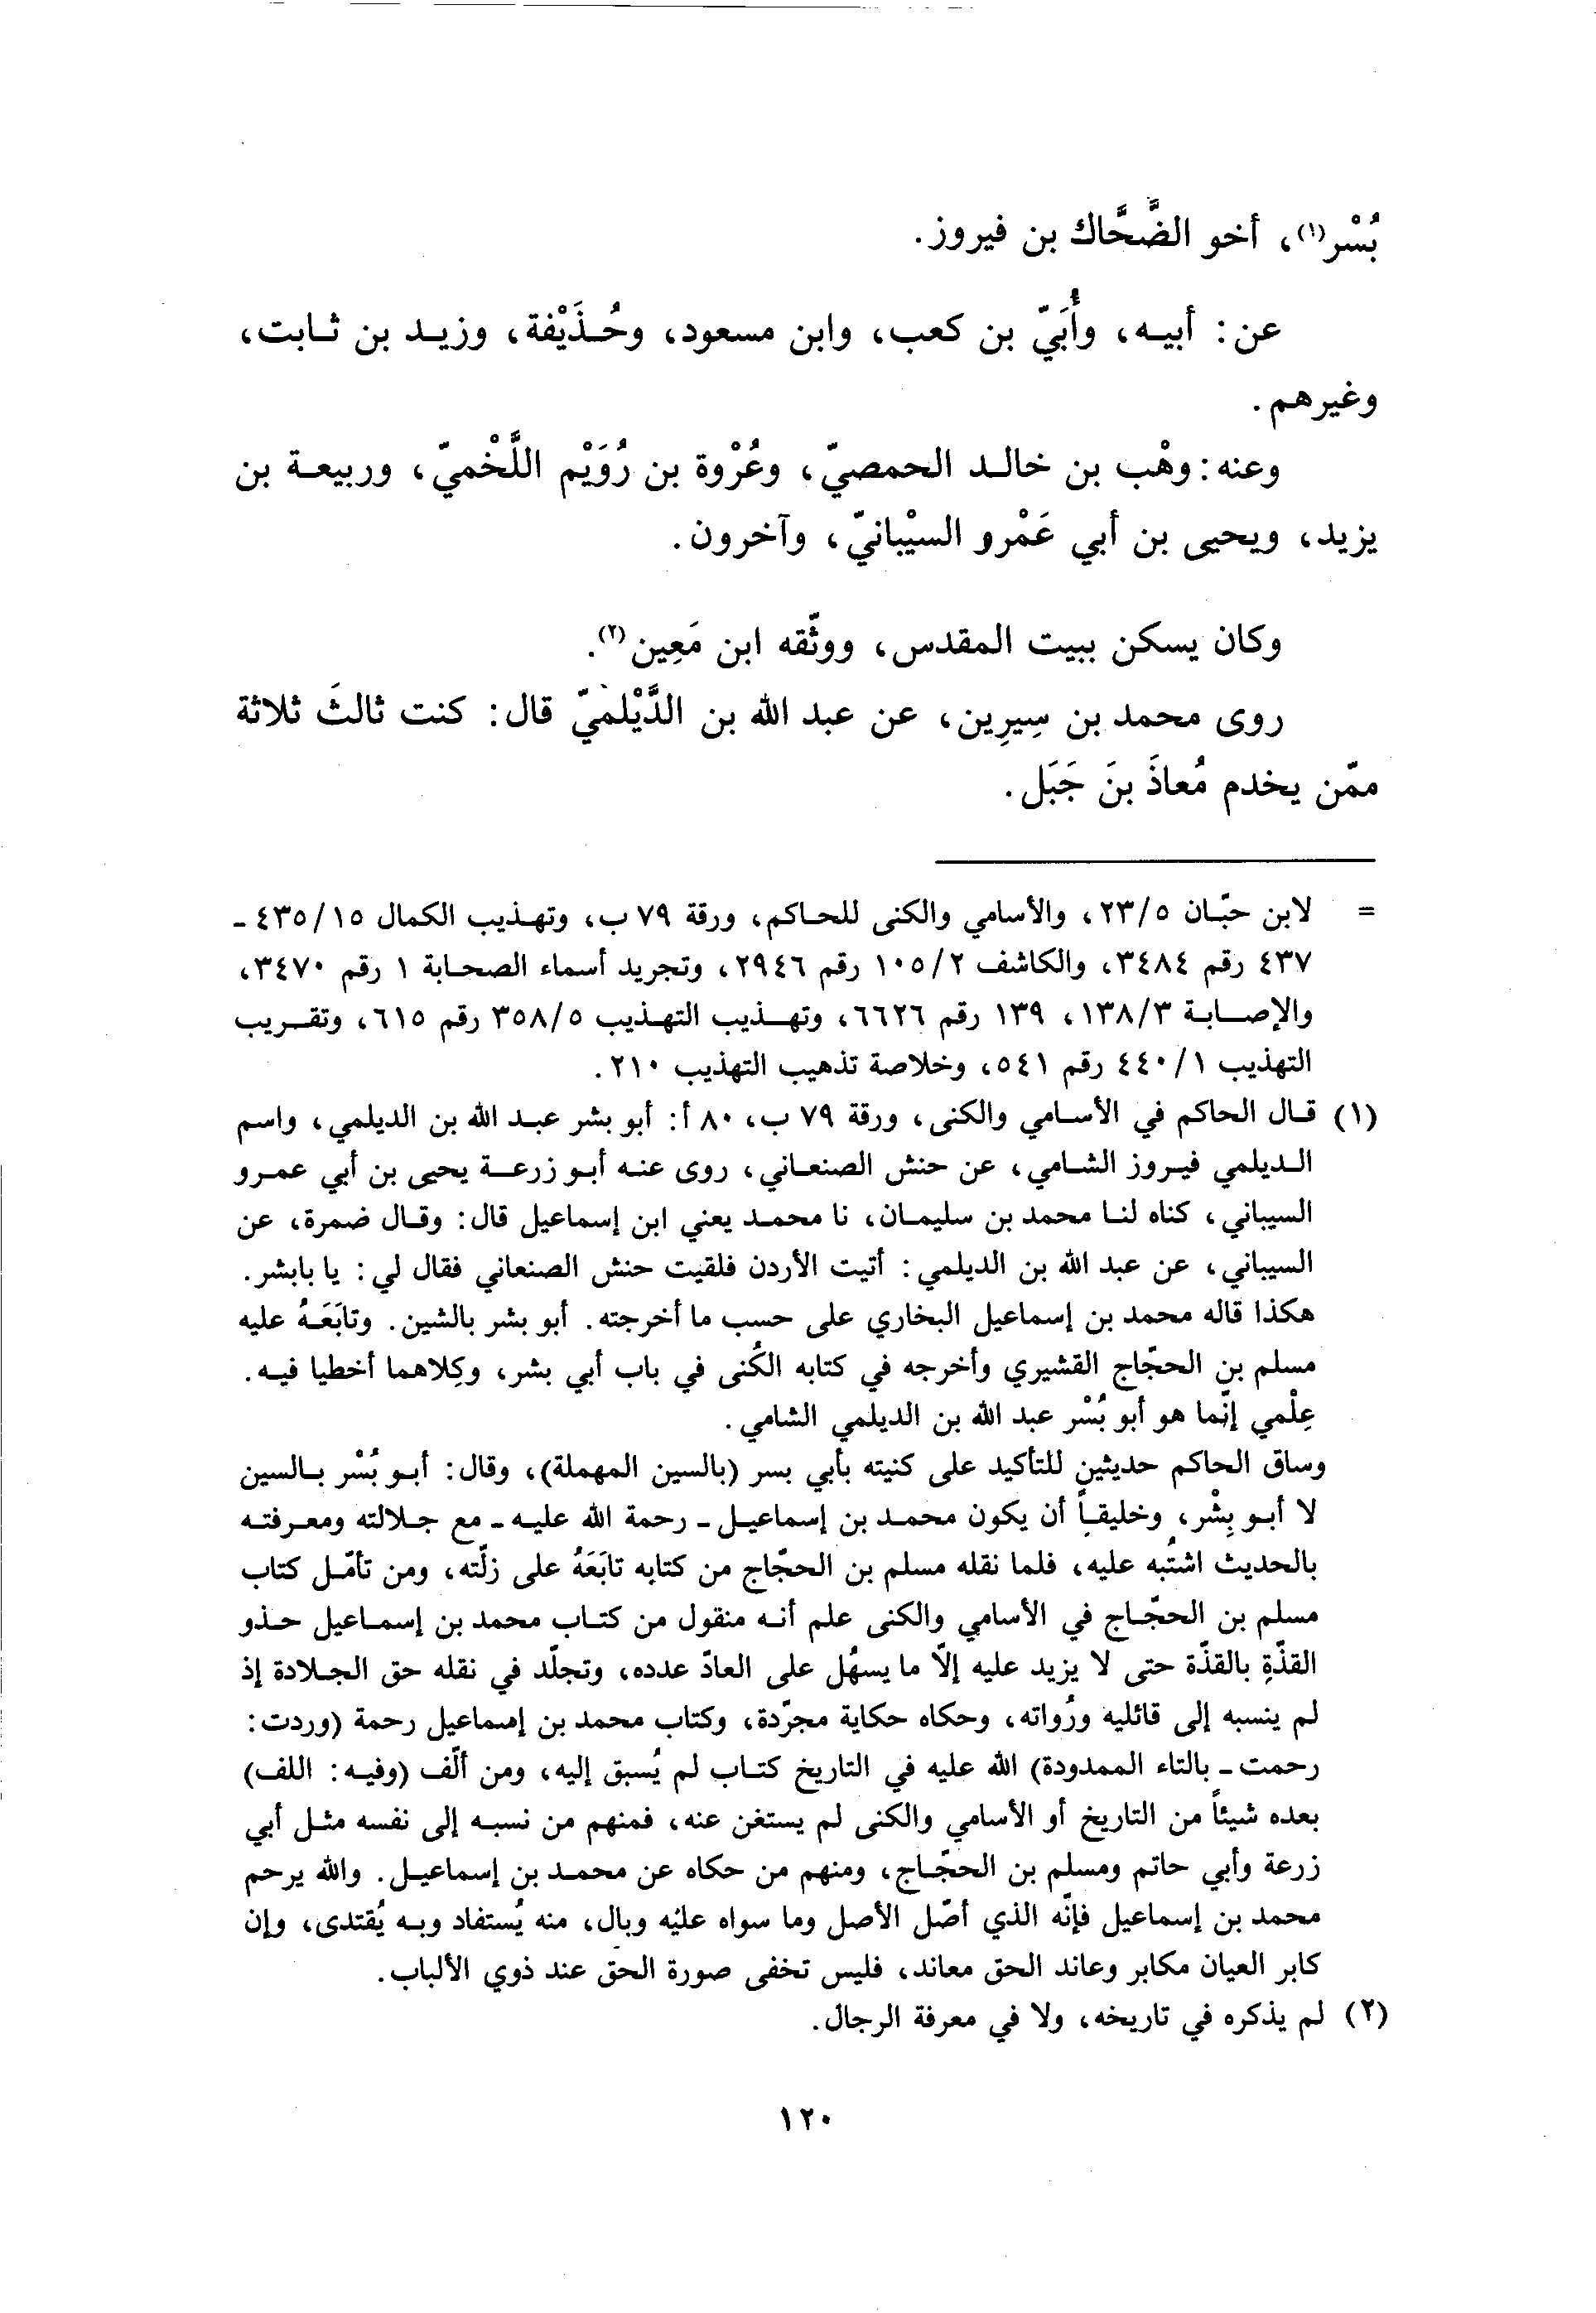 بُسْر(١)، أخو الضَّحَّاك بن فيروز.
عن: أبيه، وأُبَيّ بن كعب، وابن مسعود، وحُذَيْفة، وزيد بن ثابت،
وغيرهم.
وعنه: وهْب بن خالد الحمصيّ، وعُرْوة بن رُوَيْم اللَّخْميّ، وربيعة بن
يزيد، ويحيى بن أبي عَمْرو السيْبانيّ، وآخرون.
وكان يسكن ببيت المقدس، ووثّقه ابن مَعِين(٢).
روى محمد بن سِيرِين، عن عبد الله بن الدَّيْلميّ قال: كنت ثالثَ ثلاثة
ممّن يخدم مُعاذَ بنَ جَبَل.
= لابن حبّان ٢٣/٥، والأسامي والكنى للحاكم، ورقة ٧٩ ب، وتهذيب الكمال ٤٣٥/١٥ -
٤٣٧ رقم ٣٤٨٤، والكاشف ١٠٥/٢ رقم ٢٩٤٦، وتجريد أسماء الصحابة ١ رقم ٣٤٧٠،
والإصابة ١٣٨/٣، ١٣٩ رقم ٦٦٢٦، وتهذيب التهذيب ٣٥٨/٥ رقم ٦١٥، وتقريب
التهذيب ٤٤٠/١ رقم ٥٤١، وخلاصة تذهيب التهذيب ٢١٠.
(١) قال الحاكم في الأسامي والكنى، ورقة ٧٩ ب، ٨٠ أ: أبو بشر عبد الله بن الديلمي، واسم
الديلمي فيروز الشامي، عن حنش الصنعاني، روى عنه أبو زرعة يحيى بن أبي عمرو
السيباني، كناه لنا محمد بن سليمان، نا محمد يعني ابن إسماعيل قال: وقال ضمرة، عن
السيباني، عن عبد الله بن الديلمي: أتيت الأردن فلقيت حنش الصنعاني فقال لي: يا بابشر.
هكذا قاله محمد بن إسماعيل البخاري على حسب ما أخرجته. أبو بشر بالشين. وتابَعَهُ عليه
مسلم بن الحجّاج القشيري وأخرجه في كتابه الكُنى في باب أبي بشر، وكِلاهما أخطيا فيه.
عِلْمي إنّما هو أبو بُسْر عبد الله بن الديلمي الشامي.
وساق الحاكم حديثين للتأكيد على كنيته بأبي بسر (بالسين المهملة)، وقال: أبو بُسْر بالسين
لا أبو بِشْر، وخليقاً أن يكون محمد بن إسماعيل - رحمة الله عليه - مع جلالته ومعرفته
بالحديث اشتُبه عليه، فلما نقله مسلم بن الحجّاج من كتابه تابَعَهُ على زلّته، ومن تأمّل كتاب
مسلم بن الحجّاج في الأسامي والكنى علم أنه منقول من كتاب محمد بن إسماعيل حذو
القذّةِ بالقذّة حتى لا يزيد عليه إلاّ ما يسهُل على العادّ عدده، وتجلّد في نقله حق الجلادة إذ
لم ينسبه إلى قائليه ورُواته، وحكاه حكاية مجرّدة، وكتاب محمد بن إسماعيل رحمة (وردت:
رحمت - بالتاء الممدودة) الله عليه في التاريخ كتاب لم يُسبق إليه، ومن ألّف (وفيه: اللف)
بعده شيئاً من التاريخ أو الأسامي والكنى لم يستغن عنه، فمنهم من نسبه إلى نفسه مثل أبي
زرعة وأبي حاتم ومسلم بن الحجّاج، ومنهم من حكاه عن محمد بن إسماعيل. والله يرحم
محمد بن إسماعيل فإنّه الذي أصّل الأصل وما سواه عليْه وبال، منه يُستفاد وبه يُقتدى، وإن
كابر العيان مكابر وعاند الحق معاند، فليس تخفى صورة الحق عند ذوي الألباب.
(٢) لم يذكره في تاريخه، ولا في معرفة الرجال.
١٢٠